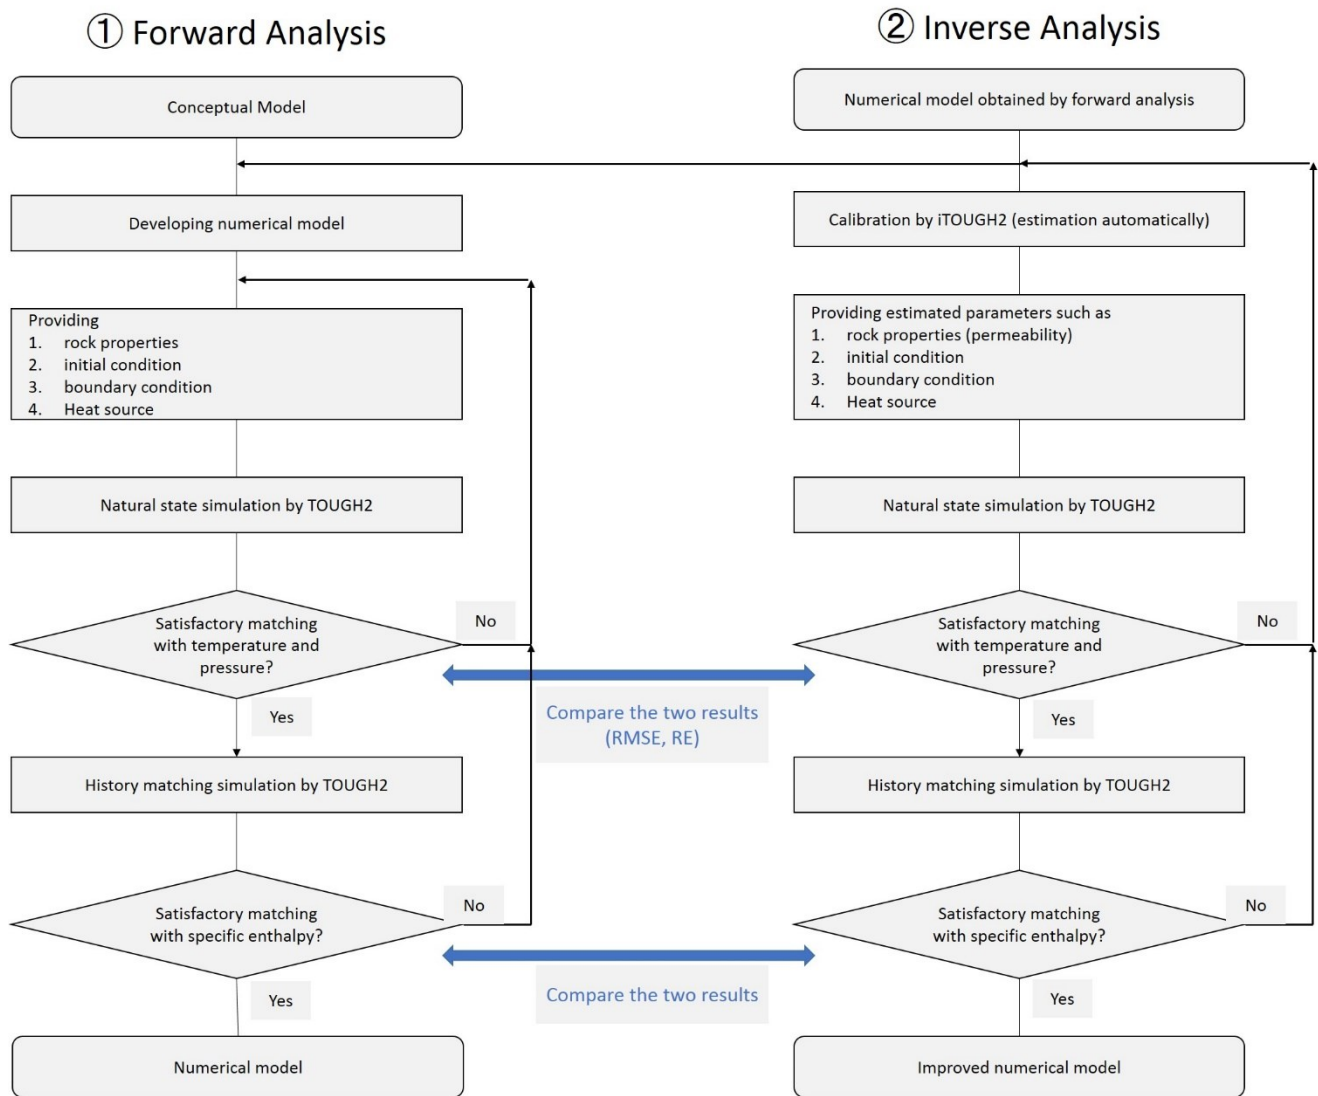 ① Forward Analysis
Conceptual Model
Developing numerical model
Providing
1. rock properties
2. initial condition
3. boundary condition
4. Heat source
Natural state simulation by TOUGH2
Satisfactory matching
with temperature and
pressure?
No
Yes
History matching simulation by TOUGH2
Satisfactory matching
with specific enthalpy?
No
Yes
Numerical model
Compare the two results
(RMSE, RE)
Compare the two results
② Inverse Analysis
Numerical model obtained by forward analysis
Calibration by iTOUGH2 (estimation automatically)
Providing estimated parameters such as
1. rock properties (permeability)
2. initial condition
3. boundary condition
4. Heat source
Natural state simulation by TOUGH2
Satisfactory matching
with temperature and
pressure?
No
Yes
History matching simulation by TOUGH2
Satisfactory matching
with specific enthalpy?
No
Yes
Improved numerical model